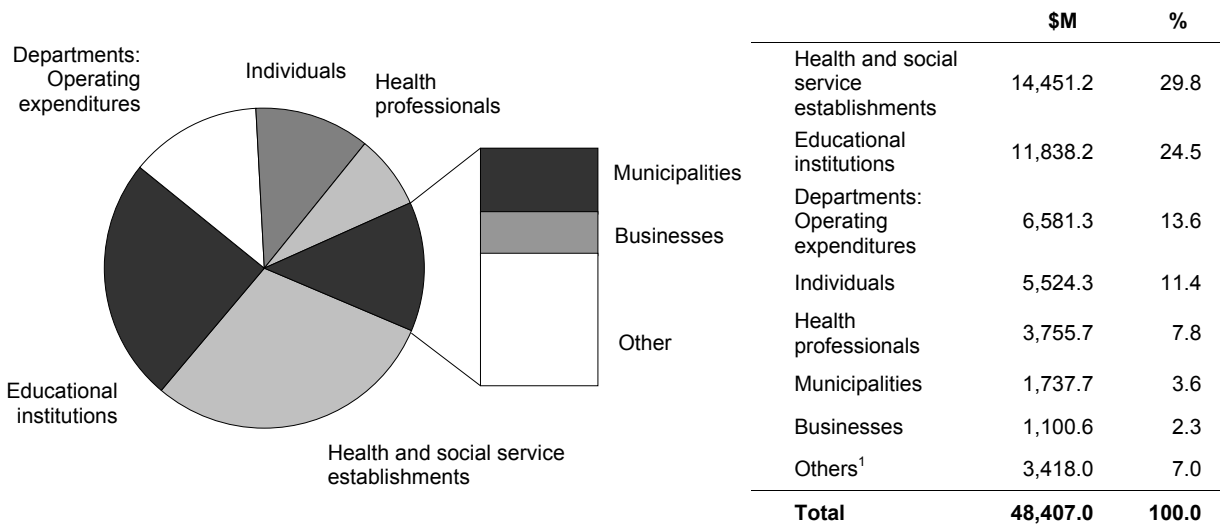 Departments:
Operating
expenditures
Individuals
Health
professionals
Municipalities
Businesses
Other
Educational
institutions
Health and social service
establishments
$M %
Health and social
service
establishments 14,451.2 29.8
Educational
institutions 11,838.2 24.5
Departments:
Operating
expenditures 6,581.3 13.6
Individuals 5,524.3 11.4
Health
professionals 3,755.7 7.8
Municipalities 1,737.7 3.6
Businesses 1,100.6 2.3
Others¹ 3,418.0 7.0
Total 48,407.0 100.0